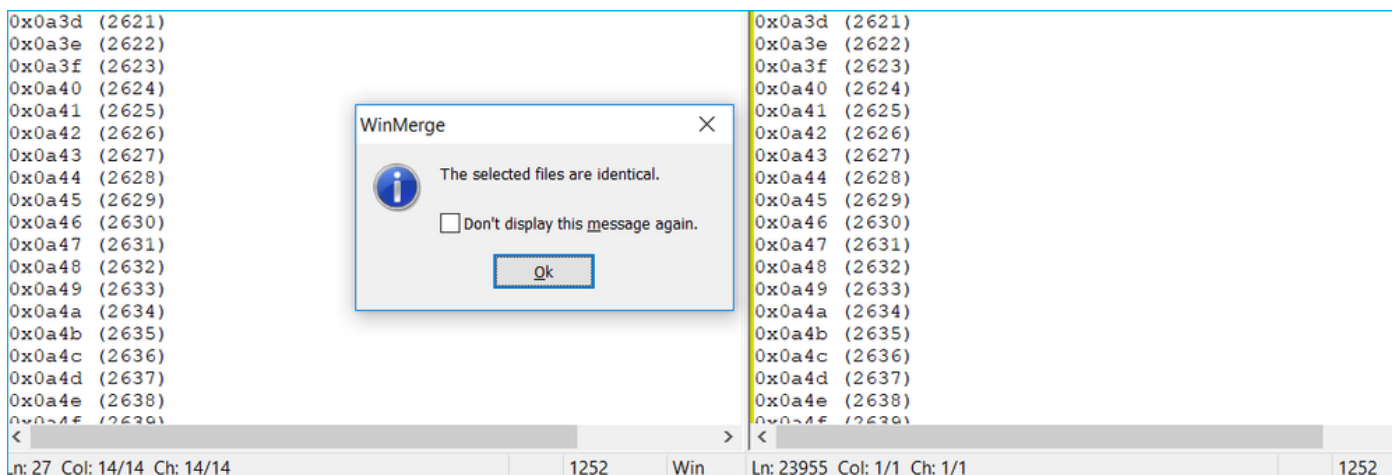 0x0a3d (2621)
0x0a3e (2622)
0x0a3f (2623)
0x0a40 (2624)
0x0a41 (2625)
0x0a42 (2626)
0x0a43 (2627)
0x0a44 (2628)
0x0a45 (2629)
0x0a46 (2630)
0x0a47 (2631)
0x0a48 (2632)
0x0a49 (2633)
0x0a4a (2634)
0x0a4b (2635)
0x0a4c (2636)
0x0a4d (2637)
0x0a4e (2638)
0x0a4f (2639)
WinMerge
The selected files are identical.
Don't display this message again.
Ok
0x0a3d (2621)
0x0a3e (2622)
0x0a3f (2623)
0x0a40 (2624)
0x0a41 (2625)
0x0a42 (2626)
0x0a43 (2627)
0x0a44 (2628)
0x0a45 (2629)
0x0a46 (2630)
0x0a47 (2631)
0x0a48 (2632)
0x0a49 (2633)
0x0a4a (2634)
0x0a4b (2635)
0x0a4c (2636)
0x0a4d (2637)
0x0a4e (2638)
0x0a4f (2639)
Ln: 27 Col: 14/14 Ch: 14/14 1252 Win
Ln: 23955 Col: 1/1 Ch: 1/1 1252